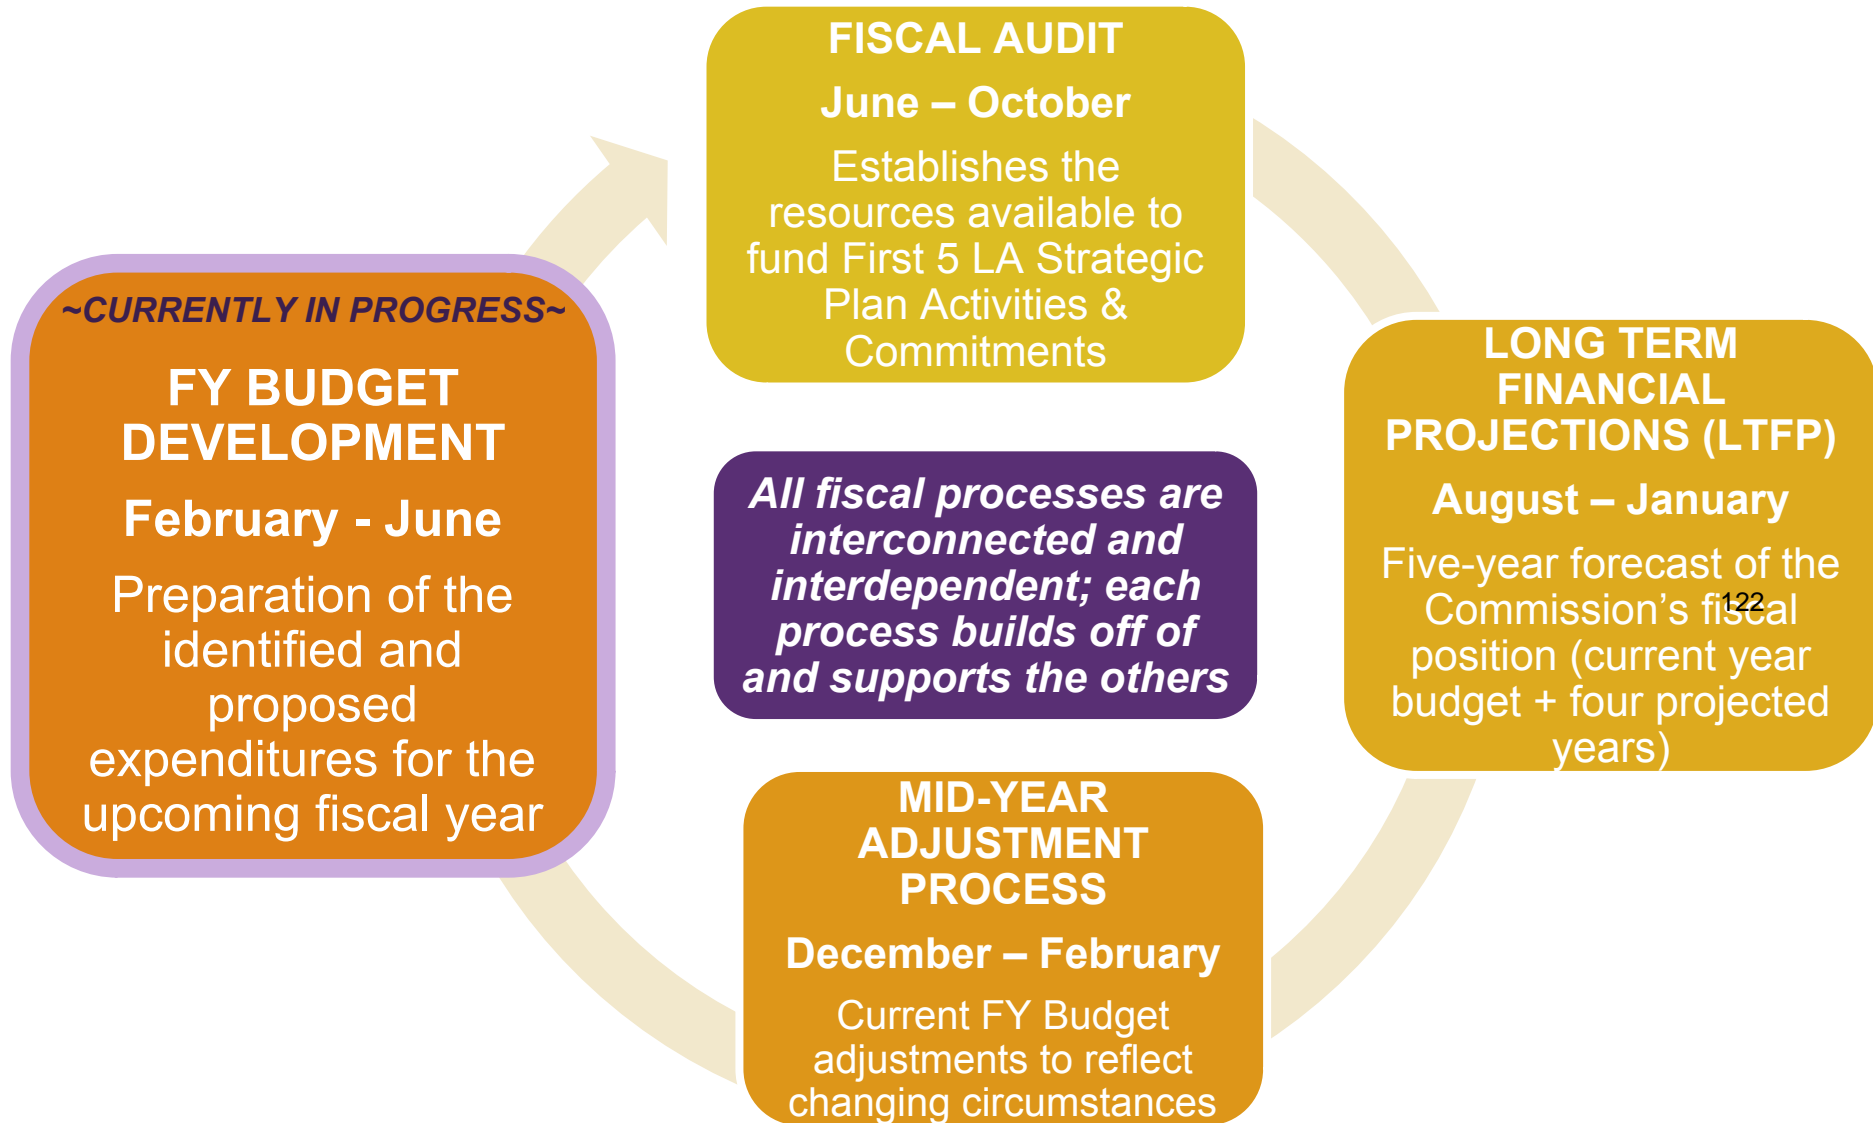 FISCAL AUDIT
June – October
Establishes the
resources available to
fund First 5 LA Strategic
Plan Activities &
Commitments
LONG TERM
FINANCIAL
PROJECTIONS (LTFP)
August – January
Five-year forecast of the
Commission’s fiscal
122
position (current year
budget + four projected
years)
MID-YEAR
ADJUSTMENT
PROCESS
December – February
Current FY Budget
adjustments to reflect
changing circumstances
~CURRENTLY IN PROGRESS~
FY BUDGET
DEVELOPMENT
February - June
Preparation of the
identified and
proposed
expenditures for the
upcoming fiscal year
All fiscal processes are
interconnected and
interdependent; each
process builds off of
and supports the others